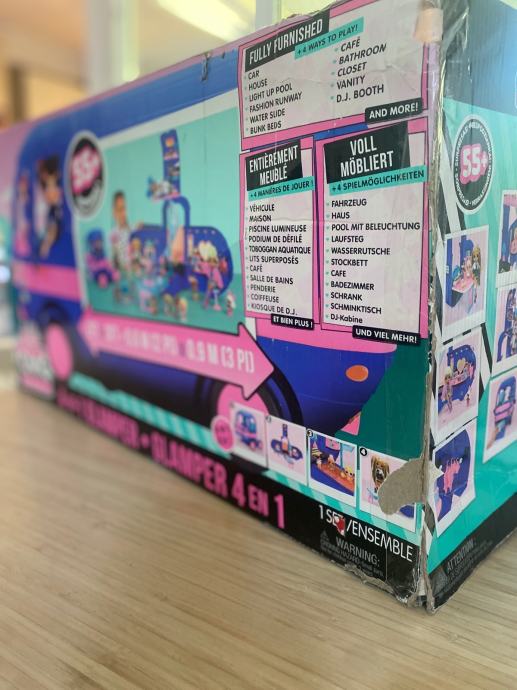 FULLY FURNISHED
+4 WAYS TO PLAY!
• CAR
• HOUSE
• LIGHT UP POOL
• FASHION RUNWAY
• WATER SLIDE
• BUNK BEDS
• CAFÉ
• BATHROOM
• CLOSET
• VANITY
• D.J. BOOTH
AND MORE!
ENTIÈREMENT
MEUBLÉ
+4 MANIÈRES DE JOUER!
• VÉHICULE
• MAISON
• PISCINE LUMINEUSE
• PODIUM DE DÉFILÉ
• TOBOGGAN AQUATIQUE
• LITS SUPERPOSÉS
• CAFÉ
• SALLE DE BAINS
• PENDERIE
• COIFFEUSE
• KIOSQUE DE D.J.
ET BIEN PLUS!
VOLL
MÖBLIERT
+4 SPIELMÖGLICHKEITEN
• FAHRZEUG
• HAUS
• POOL MIT BELEUCHTUNG
• LAUFSTEG
• WASSERRUTSCHE
• STOCKBETT
• CAFE
• BADEZIMMER
• SCHRANK
• SCHMINKTISCH
• DJ-Kabine
UND VIEL MEHR!
55+
55+
0.9 M (3 PI)
GLAMPER 4 EN 1
1 SET/ENSEMBLE
WARNING:
ATTENTION: